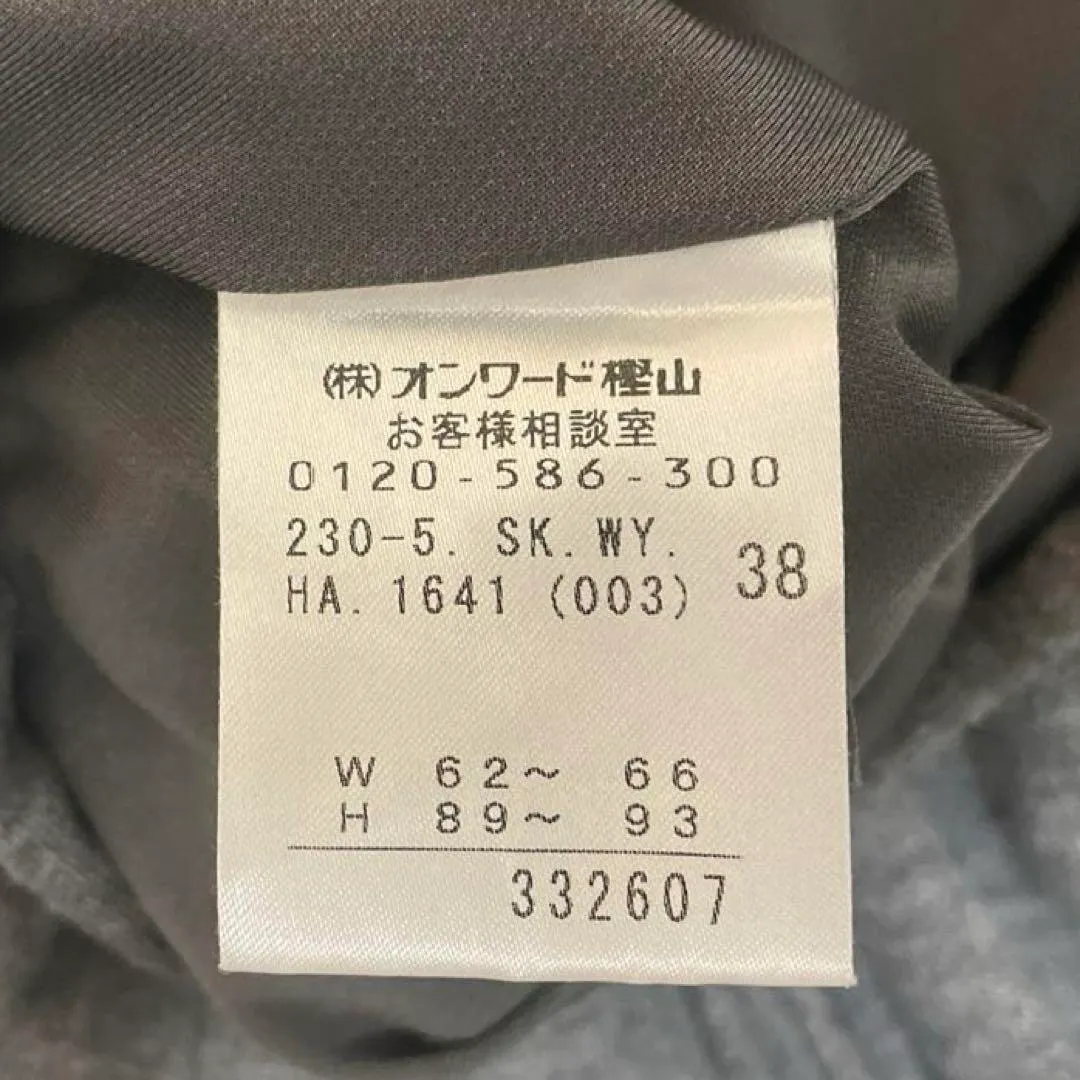 (株)オンワード樫山
お客様相談室
0120-586-300
230-5. SK. WY.
HA. 1641 (003) 38
W 62～ 66
H 89～ 93
332607